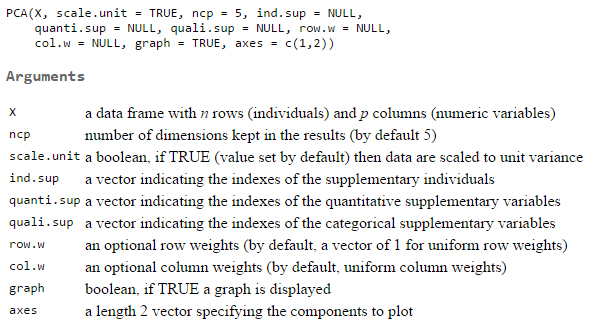 PCA(X, scale.unit = TRUE, ncp = 5, ind.sup = NULL,
quanti.sup = NULL, quali.sup = NULL, row.w = NULL,
col.w = NULL, graph = TRUE, axes = c(1,2))
Arguments
X a data frame with n rows (individuals) and p columns (numeric variables)
ncp number of dimensions kept in the results (by default 5)
scale.unit a boolean, if TRUE (value set by default) then data are scaled to unit variance
ind.sup a vector indicating the indexes of the supplementary individuals
quanti.sup a vector indicating the indexes of the quantitative supplementary variables
quali.sup a vector indicating the indexes of the categorical supplementary variables
row.w an optional row weights (by default, a vector of 1 for uniform row weights)
col.w an optional column weights (by default, uniform column weights)
graph boolean, if TRUE a graph is displayed
axes a length 2 vector specifying the components to plot